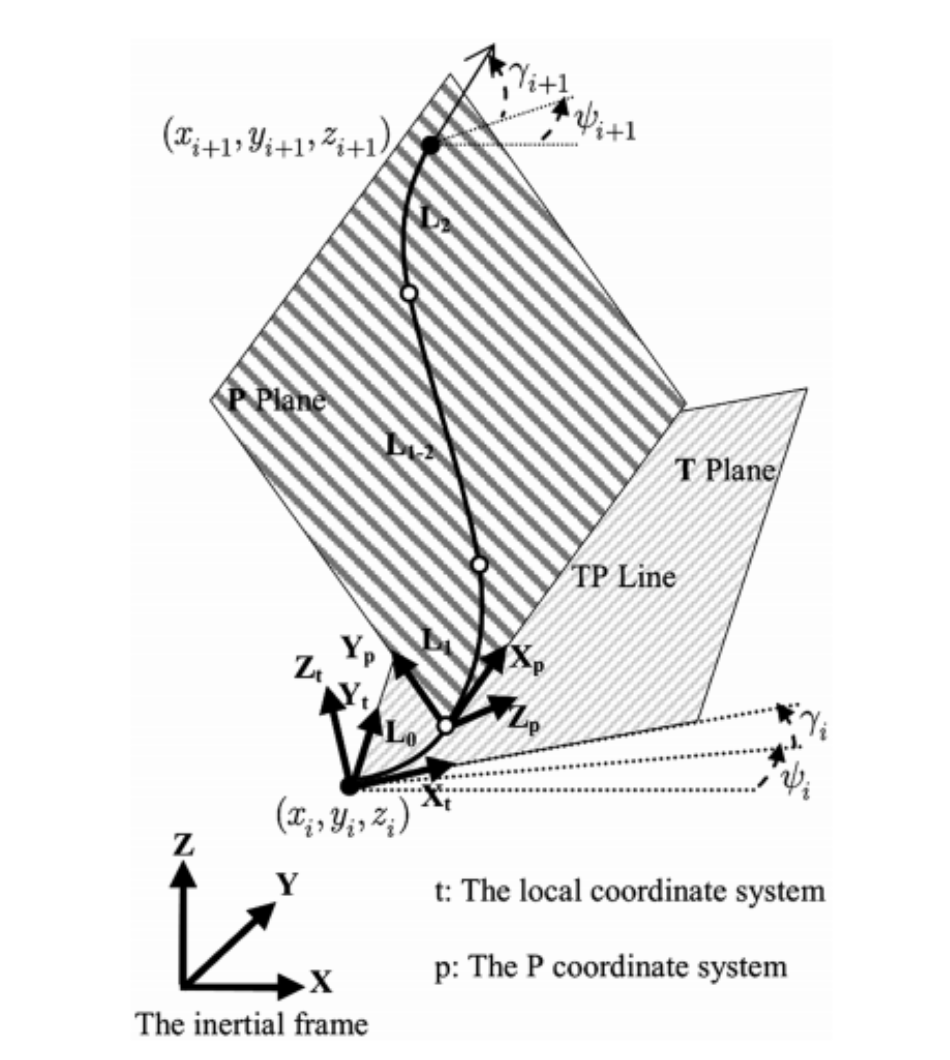 γᵢ₊₁
ψᵢ₊₁
(xᵢ₊₁, yᵢ₊₁, zᵢ₊₁)
L₂
P Plane
L₁₋₂
T Plane
TP Line
L₁
Yₚ
Xₚ
Zₜ
Yₜ
L₀
Zₚ
γᵢ
ψᵢ
Xₜ
(xᵢ, yᵢ, zᵢ)
Z
Y
X
t: The local coordinate system
p: The P coordinate system
The inertial frame